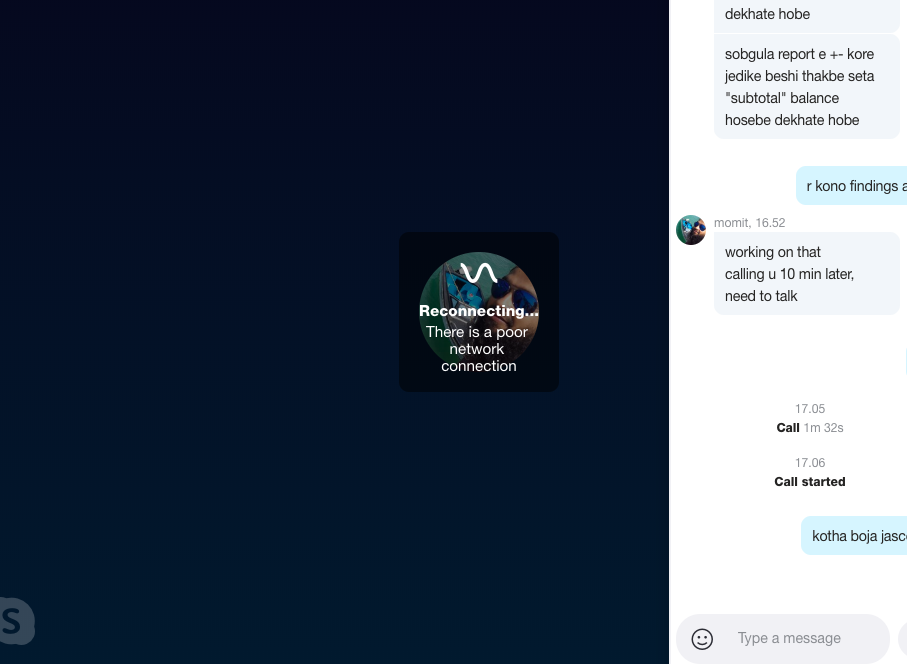 dekhate hobe
sobgula report e +- kore
jedike beshi thakbe seta
"subtotal" balance
hosebe dekhate hobe
r kono findings
momit, 16.52
working on that
calling u 10 min later,
need to talk
Reconnecting...
There is a poor
network
connection
17.05
Call 1m 32s
17.06
Call started
kotha boja
Type a message
S